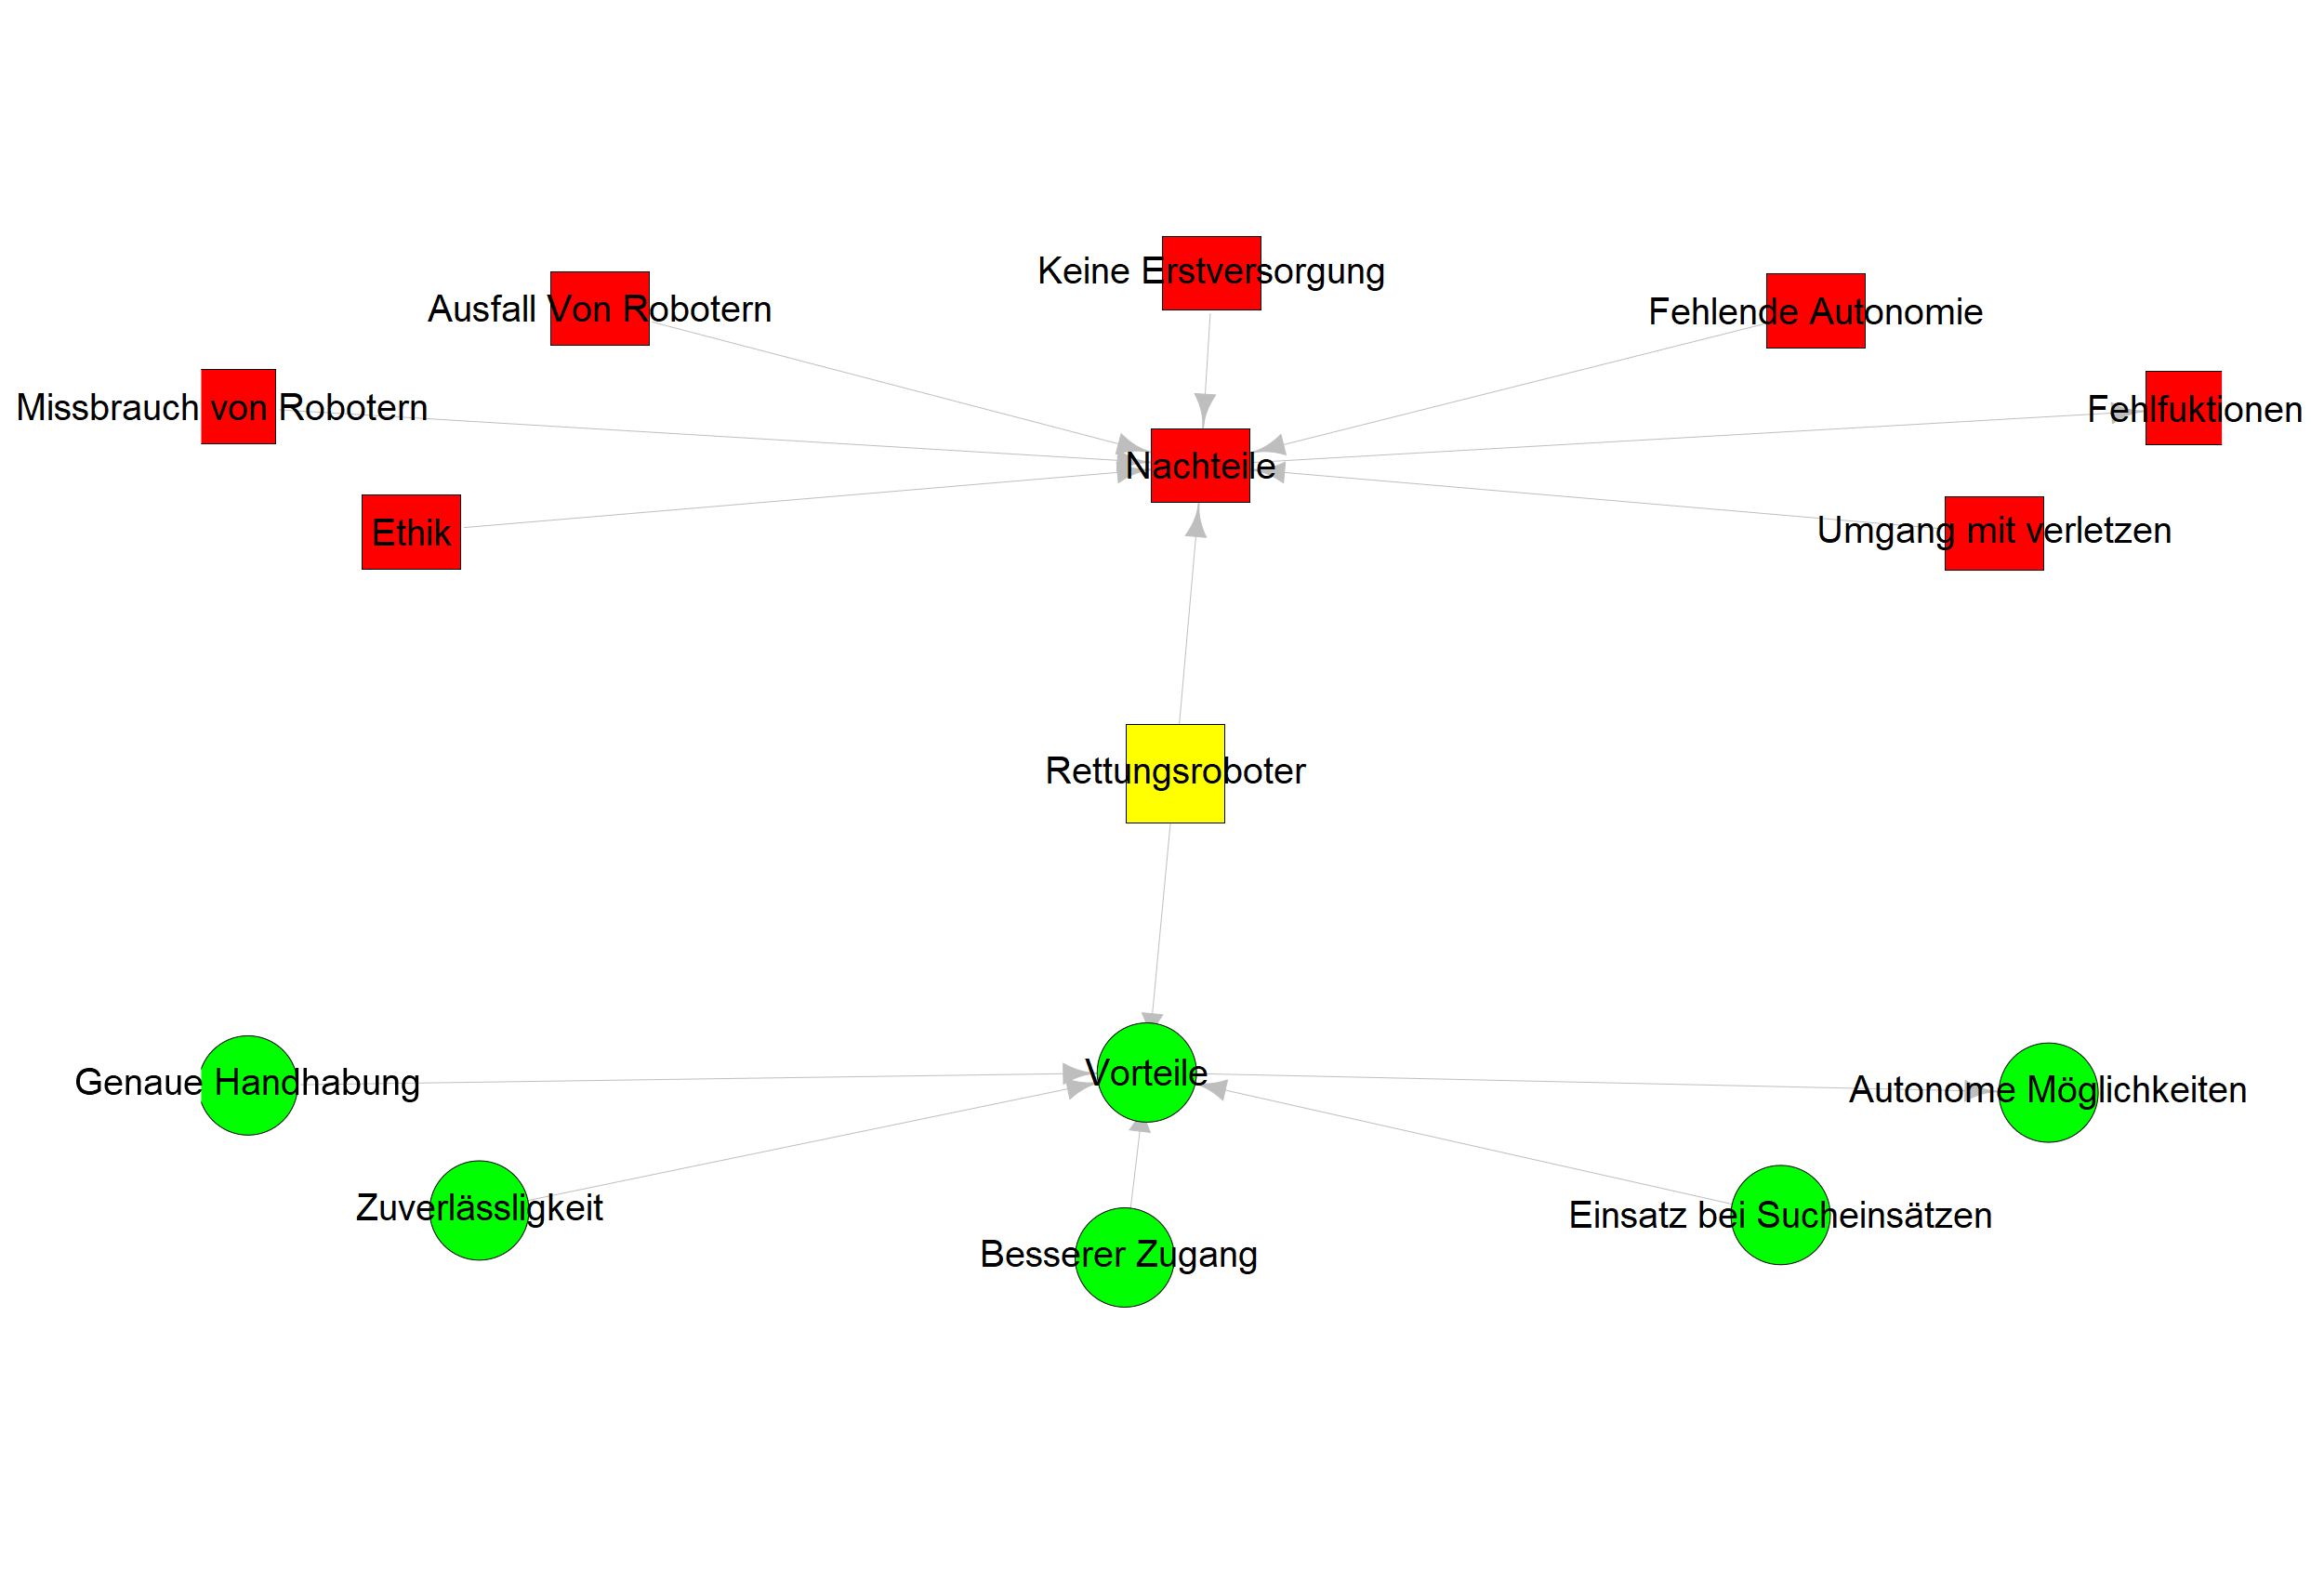 Keine Erstversorgung
Ausfall Von Robotern
Fehlende Autonomie
Missbrauch von Robotern
Fehlfuktionen
Nachteile
Ethik
Umgang mit verletzen
Rettungsroboter
Vorteile
Genaue Handhabung
Autonome Möglichkeiten
Zuverlässligkeit
Einsatz bei Sucheinsätzen
Besserer Zugang